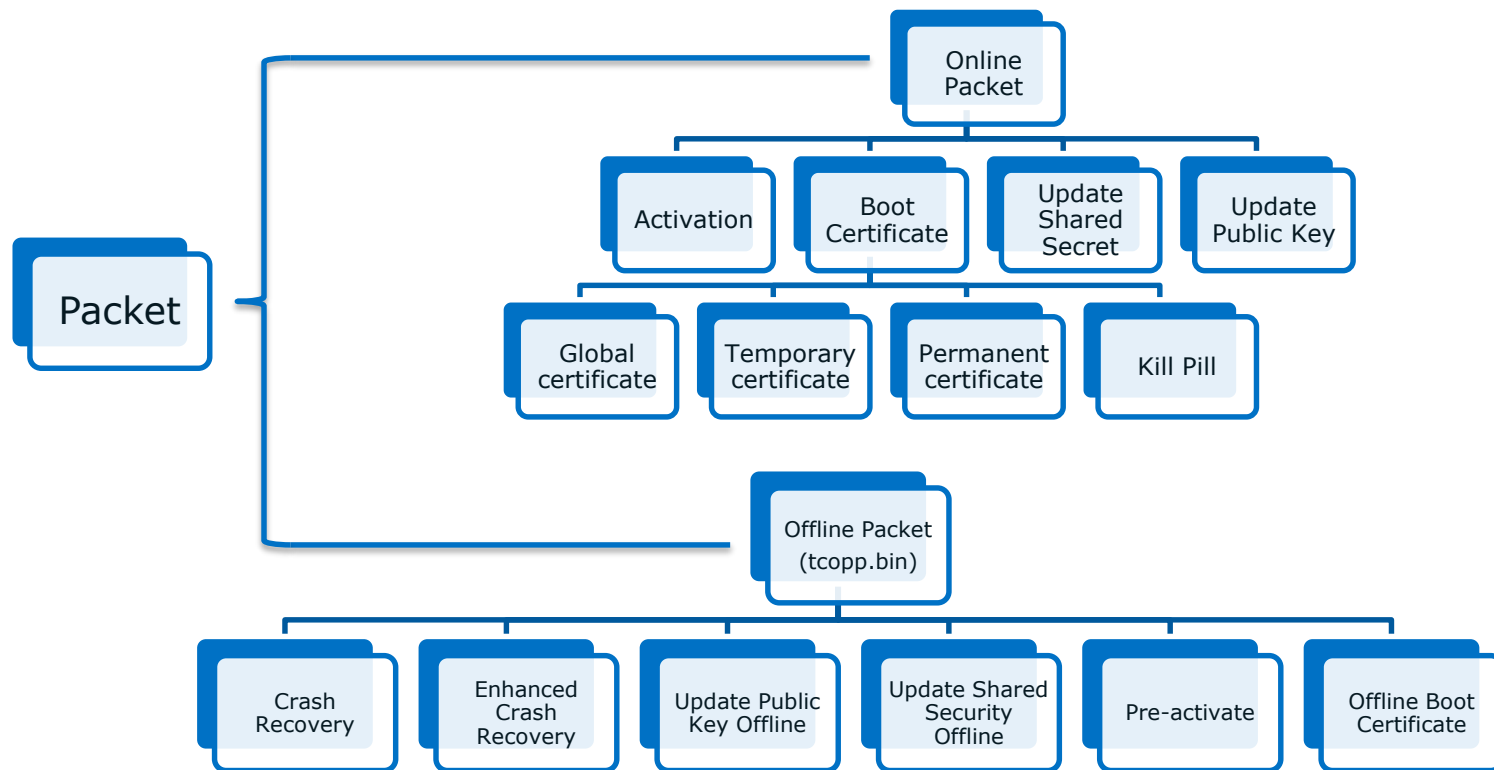 Online
Packet
Activation
Boot
Certificate
Update
Shared
Secret
Update
Public Key
Packet
Global
certificate
Temporary
certificate
Permanent
certificate
Kill Pill
Offline Packet
(tcopp.bin)
Crash
Recovery
Enhanced
Crash
Recovery
Update Public
Key Offline
Update Shared
Security
Offline
Pre-activate
Offline Boot
Certificate